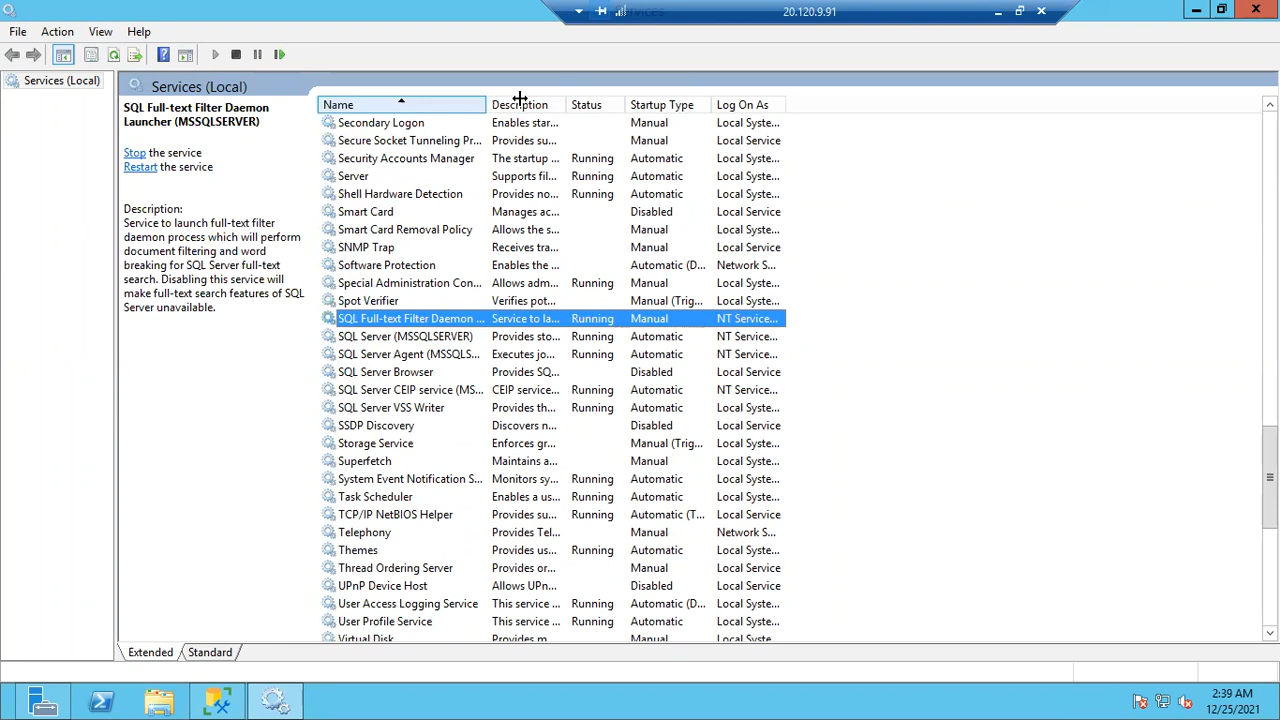 20.120.9.91
File Action View Help
Services (Local)
Services (Local)
SQL Full-text Filter Daemon
Launcher (MSSQLSERVER)
Stop the service
Restart the service
Description:
Service to launch full-text filter
daemon process which will perform
document filtering and word
breaking for SQL Server full-text
search. Disabling this service will
make full-text search features of SQL
Server unavailable.
Name Description Status Startup Type Log On As
Secondary Logon Enables star... Manual Local Syste...
Secure Socket Tunneling Pr... Provides su... Manual Local Service
Security Accounts Manager The startup ... Running Automatic Local Syste...
Server Supports fil... Running Automatic Local Syste...
Shell Hardware Detection Provides no... Running Automatic Local Syste...
Smart Card Manages ac... Disabled Local Service
Smart Card Removal Policy Allows the s... Manual Local Syste...
SNMP Trap Receives tra... Manual Local Service
Software Protection Enables the ... Automatic (D... Network S...
Special Administration Con... Allows adm... Running Manual Local Syste...
Spot Verifier Verifies pot... Manual (Trig... Local Syste...
SQL Full-text Filter Daemon ... Service to la... Running Manual NT Service...
SQL Server (MSSQLSERVER) Provides sto... Running Automatic NT Service...
SQL Server Agent (MSSQLS... Executes jo... Running Automatic NT Service...
SQL Server Browser Provides SQ... Disabled Local Service
SQL Server CEIP service (MS... CEIP service... Running Automatic NT Service...
SQL Server VSS Writer Provides th... Running Automatic Local Syste...
SSDP Discovery Discovers n... Disabled Local Service
Storage Service Enforces gr... Manual (Trig... Local Syste...
Superfetch Maintains a... Manual Local Syste...
System Event Notification S... Monitors sy... Running Automatic Local Syste...
Task Scheduler Enables a us... Running Automatic Local Syste...
TCP/IP NetBIOS Helper Provides su... Running Automatic (T... Local Service
Telephony Provides Tel... Manual Network S...
Themes Provides us... Running Automatic Local Syste...
Thread Ordering Server Provides or... Manual Local Service
UPnP Device Host Allows UPn... Disabled Local Service
User Access Logging Service This service ... Running Automatic (D... Local Syste...
User Profile Service This service ... Running Automatic Local Syste...
Virtual Disk Provides m... Manual Local Syste...
Extended Standard
2:39 AM
12/25/2021